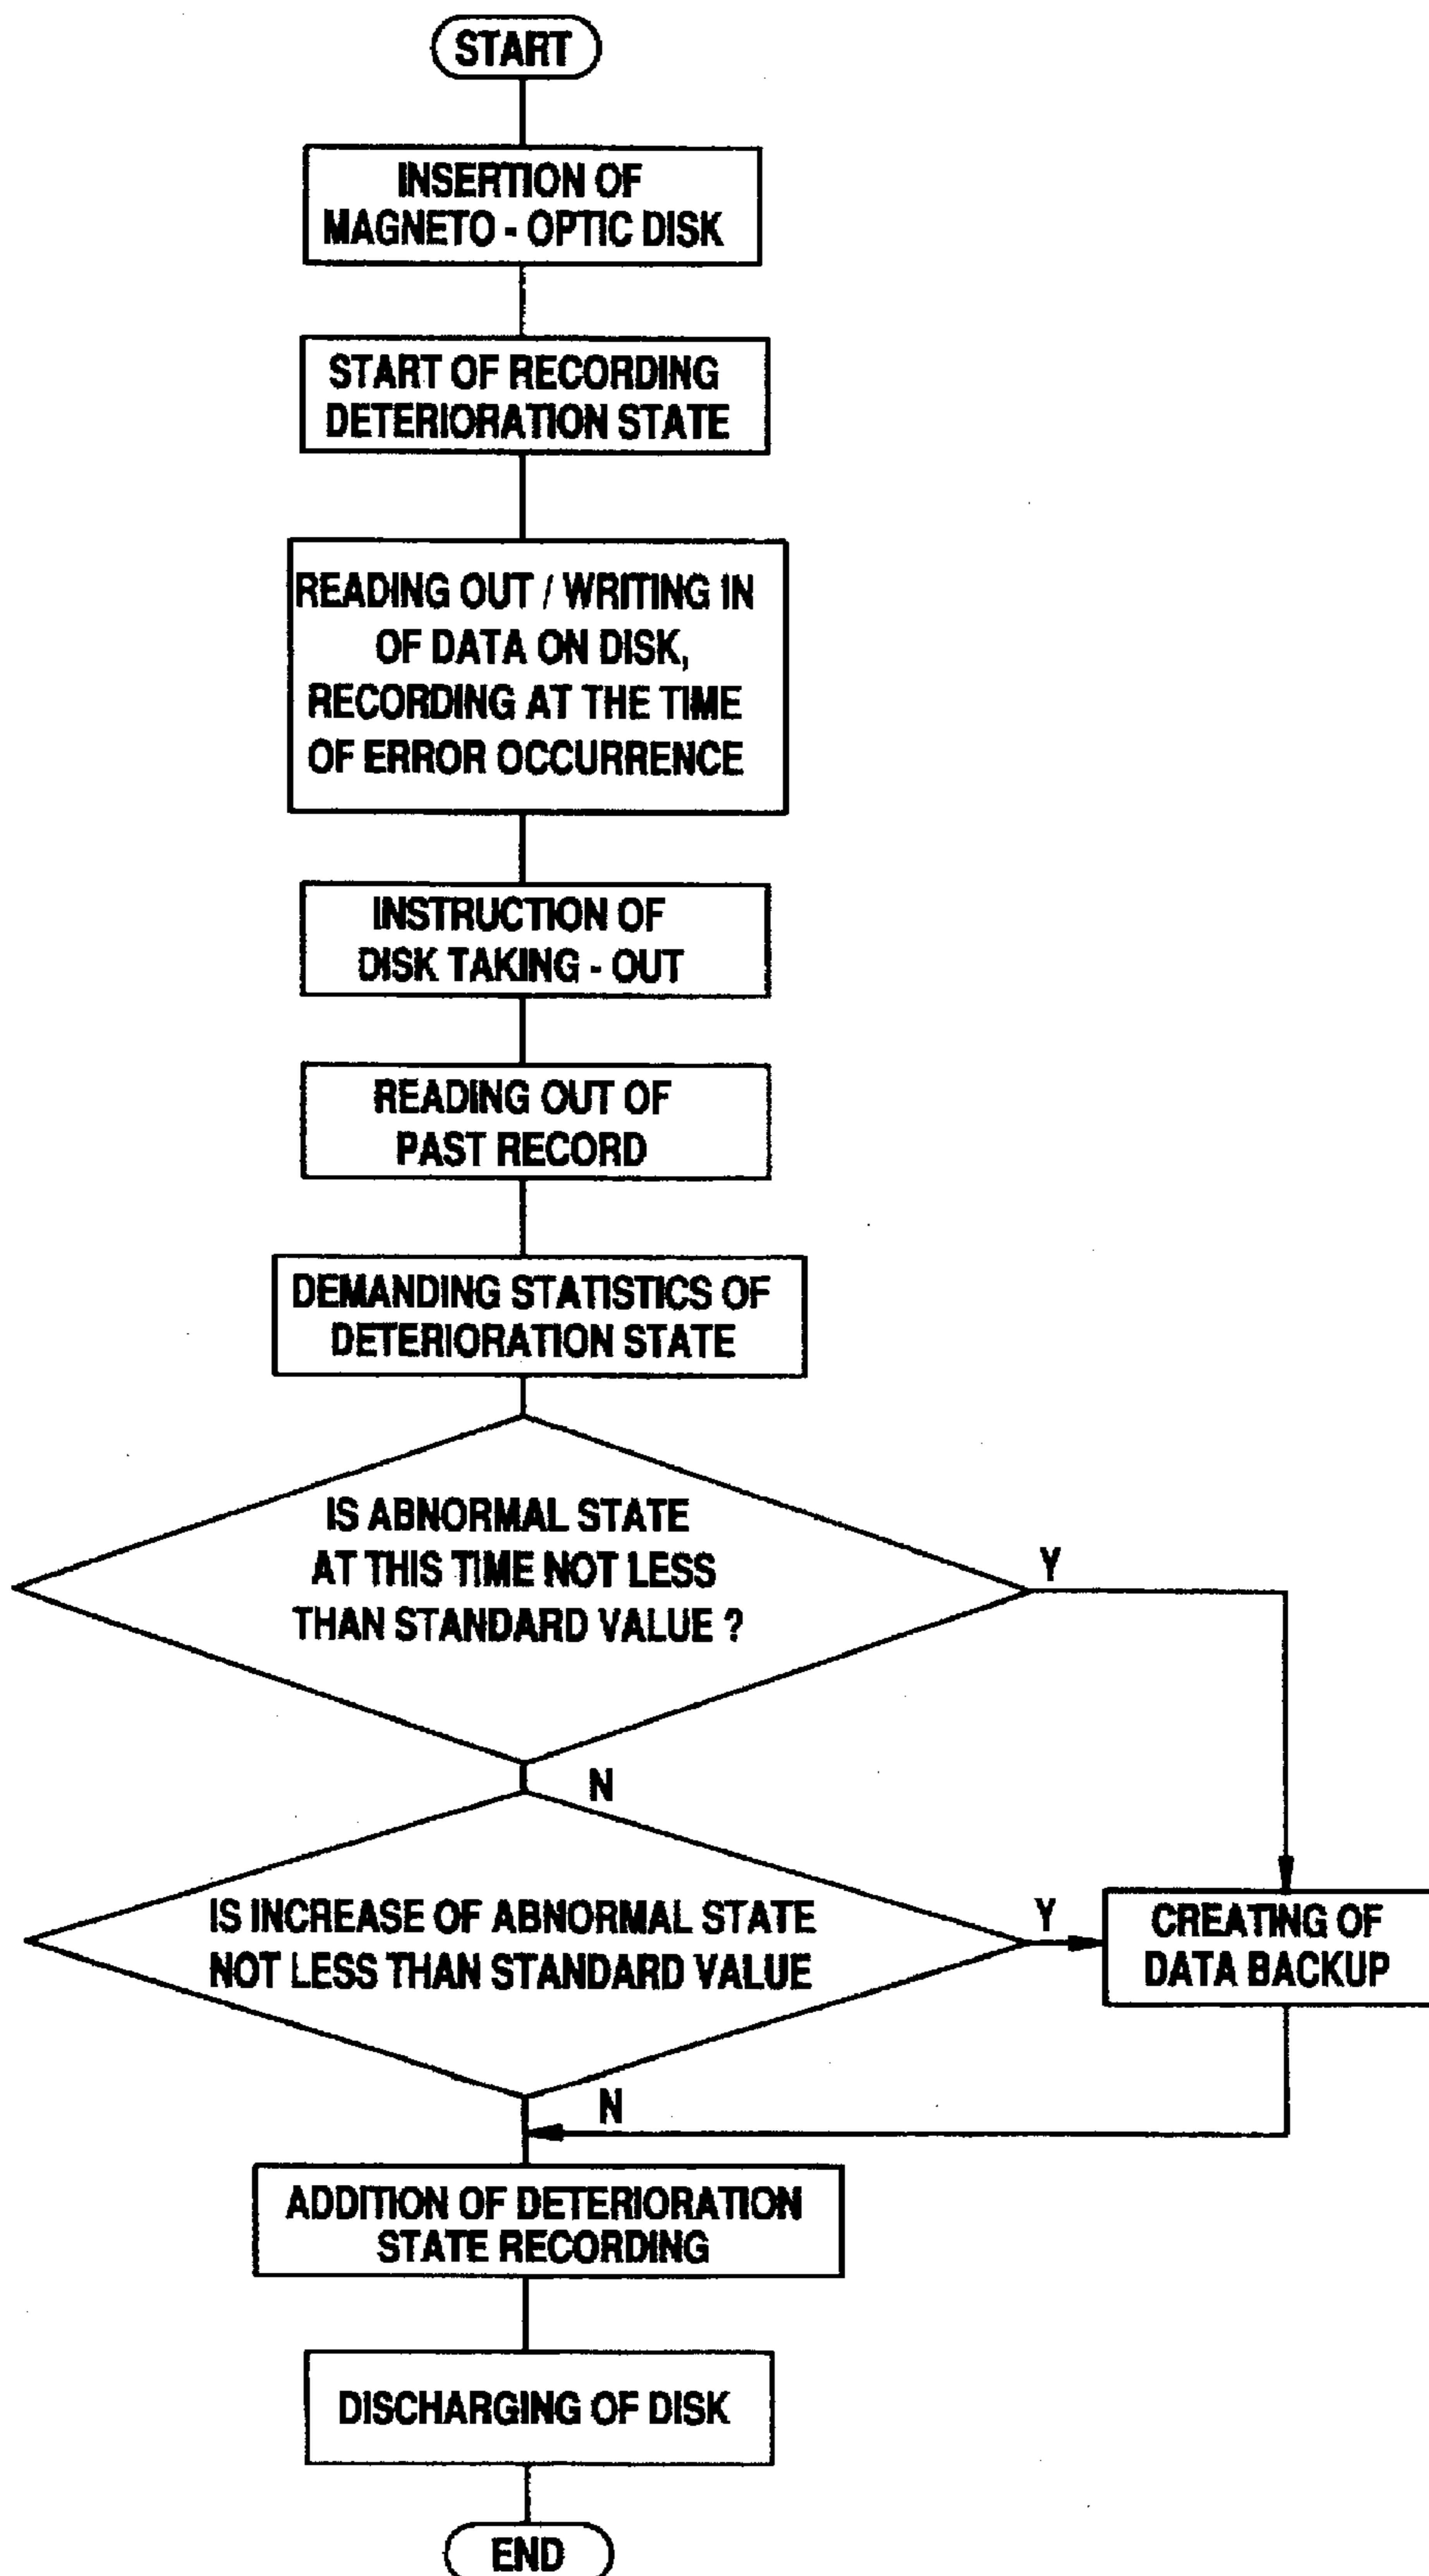 START
INSERTION OF
MAGNETO - OPTIC DISK
START OF RECORDING
DETERIORATION STATE
READING OUT / WRITING IN
OF DATA ON DISK,
RECORDING AT THE TIME
OF ERROR OCCURRENCE
INSTRUCTION OF
DISK TAKING - OUT
READING OUT OF
PAST RECORD
DEMANDING STATISTICS OF
DETERIORATION STATE
IS ABNORMAL STATE
AT THIS TIME NOT LESS
THAN STANDARD VALUE ?
Y
N
IS INCREASE OF ABNORMAL STATE
NOT LESS THAN STANDARD VALUE
Y
CREATING OF
DATA BACKUP
N
ADDITION OF DETERIORATION
STATE RECORDING
DISCHARGING OF DISK
END